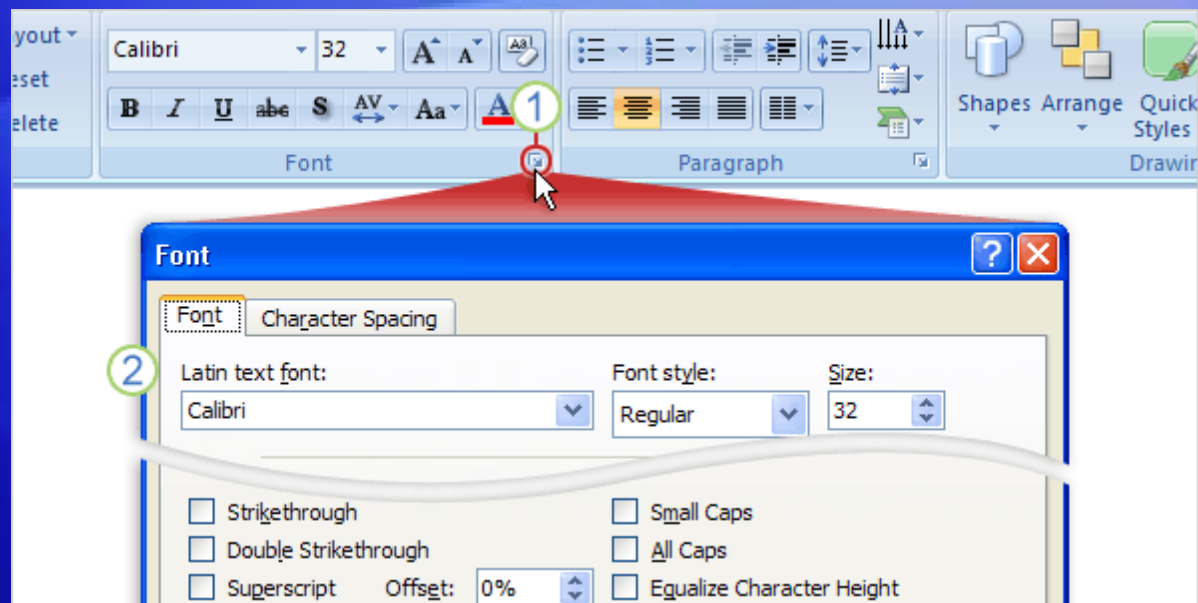 yout
Calibri 32 A A Aa
eset
Shapes Arrange Quick Styles
elete
B I U abc S AV Aa A 1
Font Paragraph Drawin
Font
Font Character Spacing
2
Latin text font: Font style: Size:
Calibri Regular 32
Strikethrough Small Caps
Double Strikethrough All Caps
Superscript Offset: 0% Equalize Character Height